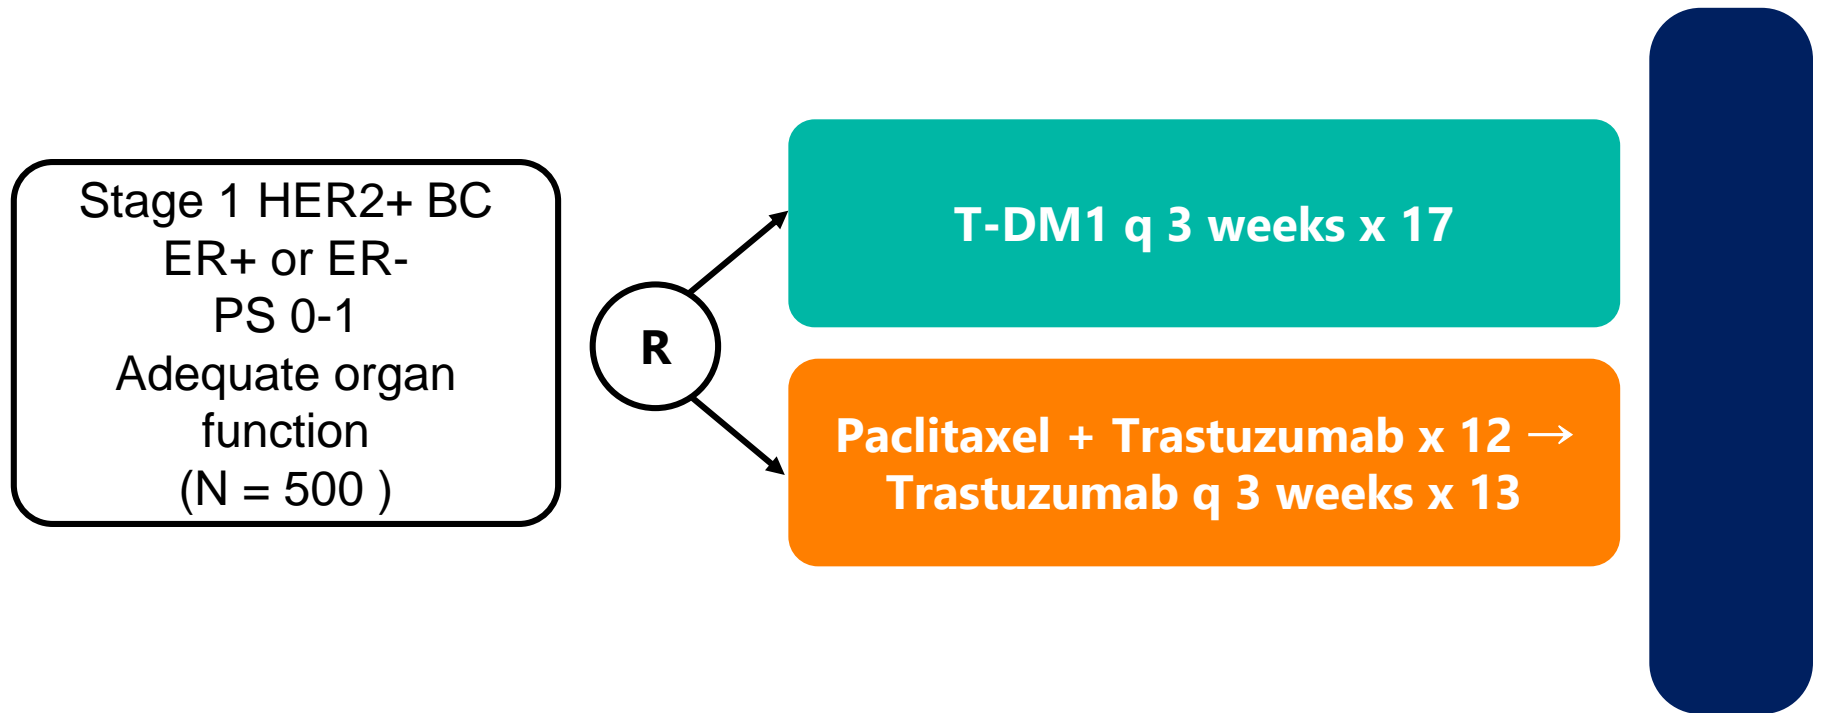 Stage 1 HER2+ BC
ER+ or ER-
PS 0-1
Adequate organ
function
(N = 500 )
R
T-DM1 q 3 weeks x 17
Paclitaxel + Trastuzumab x 12 →
Trastuzumab q 3 weeks x 13